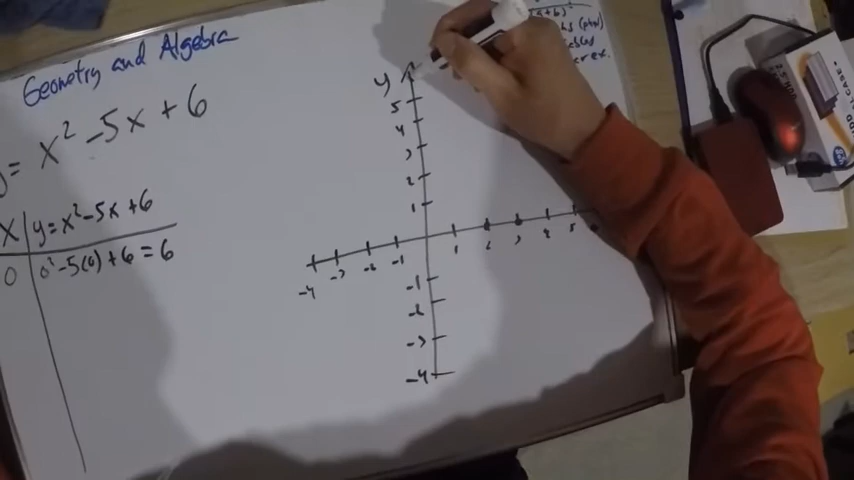 Geometry and Algebra
y = x² -5x + 6
x y = x² -5x + 6
0 0² -5(0) + 6 = 6
y
5
4
3
2
1
-4 -3 -2 -1 1 2 3 4 5
-1
-2
-3
-4